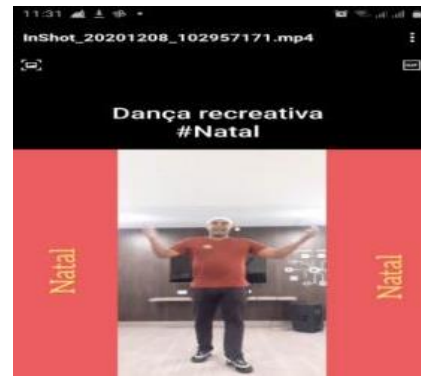 11:31
InShot_20201208_102957171.mp4
Dança recreativa
#Natal
Natal
Natal